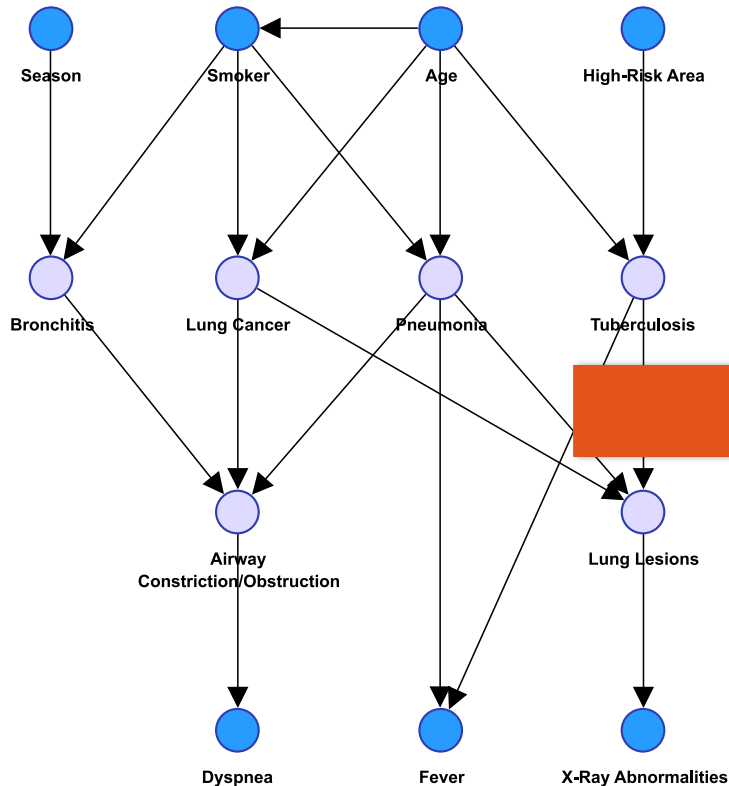 Season
Smoker
Age
High-Risk Area
Bronchitis
Lung Cancer
Pneumonia
Tuberculosis
Airway
Constriction/Obstruction
Lung Lesions
Dyspnea
Fever
X-Ray Abnormalities